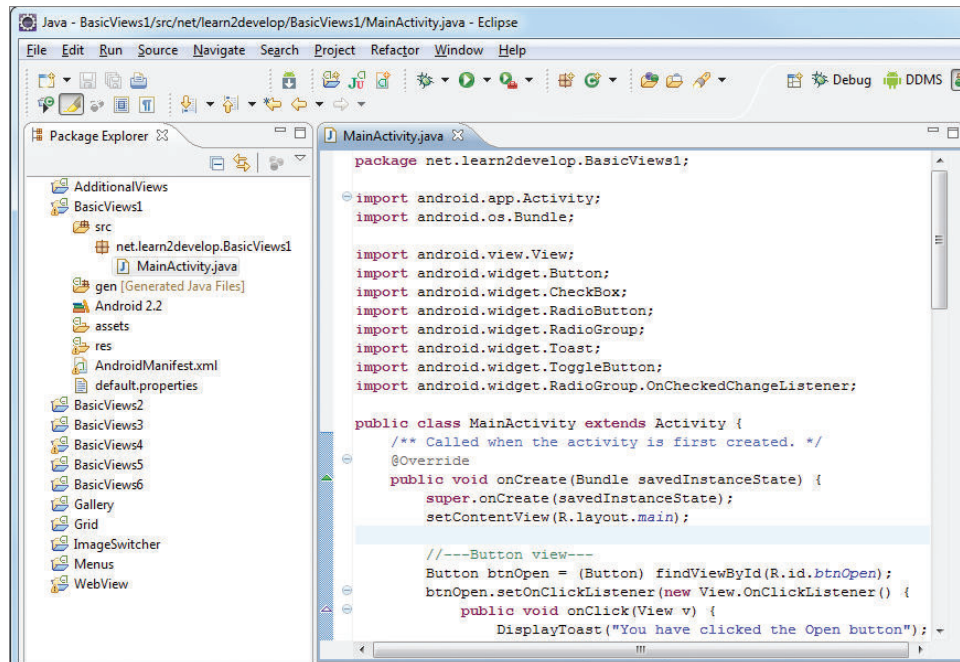 Java - BasicViews1/src/net/learn2develop/BasicViews1/MainActivity.java - Eclipse
File Edit Run Source Navigate Search Project Refactor Window Help
Debug DDMS
Package Explorer
AdditionalViews
BasicViews1
src
net.learn2develop.BasicViews1
MainActivity.java
gen [Generated Java Files]
Android 2.2
assets
res
AndroidManifest.xml
default.properties
BasicViews2
BasicViews3
BasicViews4
BasicViews5
BasicViews6
Gallery
Grid
ImageSwitcher
Menus
WebView
MainActivity.java
package net.learn2develop.BasicViews1;
import android.app.Activity;
import android.os.Bundle;
import android.view.View;
import android.widget.Button;
import android.widget.CheckBox;
import android.widget.RadioButton;
import android.widget.RadioGroup;
import android.widget.Toast;
import android.widget.ToggleButton;
import android.widget.RadioGroup.OnCheckedChangeListener;
public class MainActivity extends Activity {
/** Called when the activity is first created. */
@Override
public void onCreate(Bundle savedInstanceState) {
super.onCreate(savedInstanceState);
setContentView(R.layout.main);
//---Button view---
Button btnOpen = (Button) findViewById(R.id.btnOpen);
btnOpen.setOnClickListener(new View.OnClickListener() {
public void onClick(View v) {
DisplayToast("You have clicked the Open button");